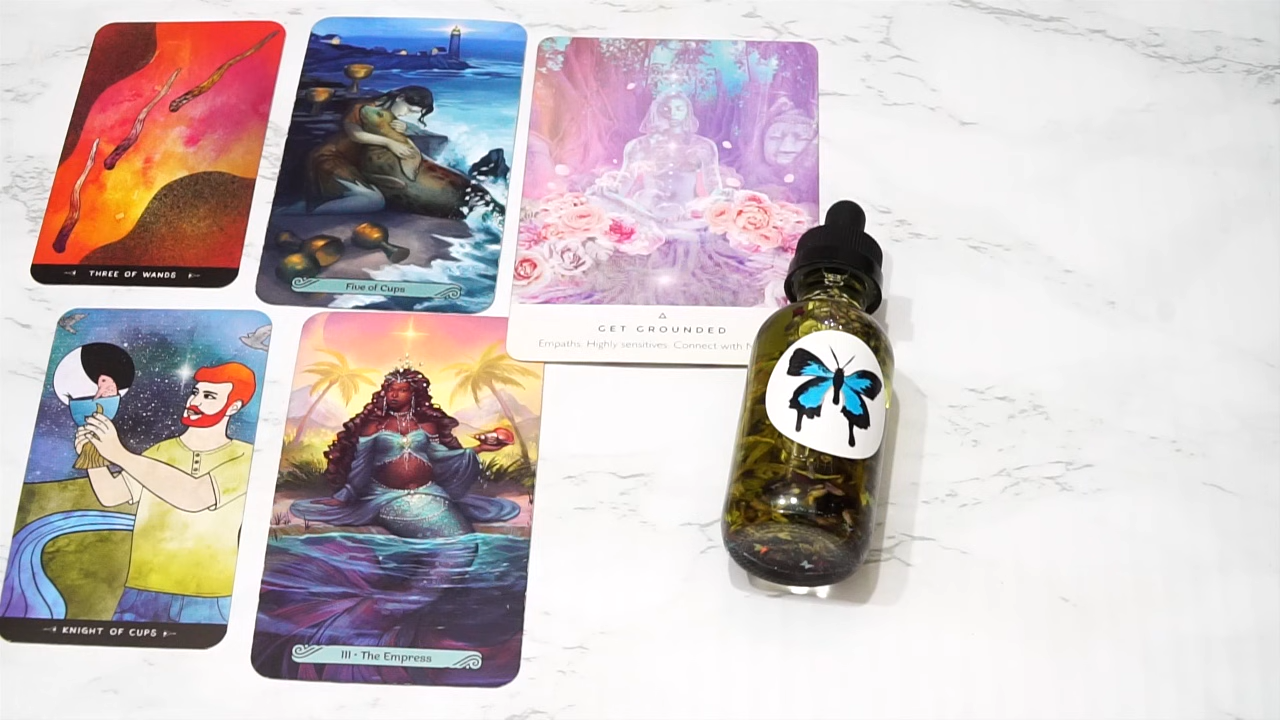 THREE OF WANDS
Five of Cups
GET GROUNDED
Empaths. Highly sensitives. Connect with
KNIGHT OF CUPS
III • The Empress